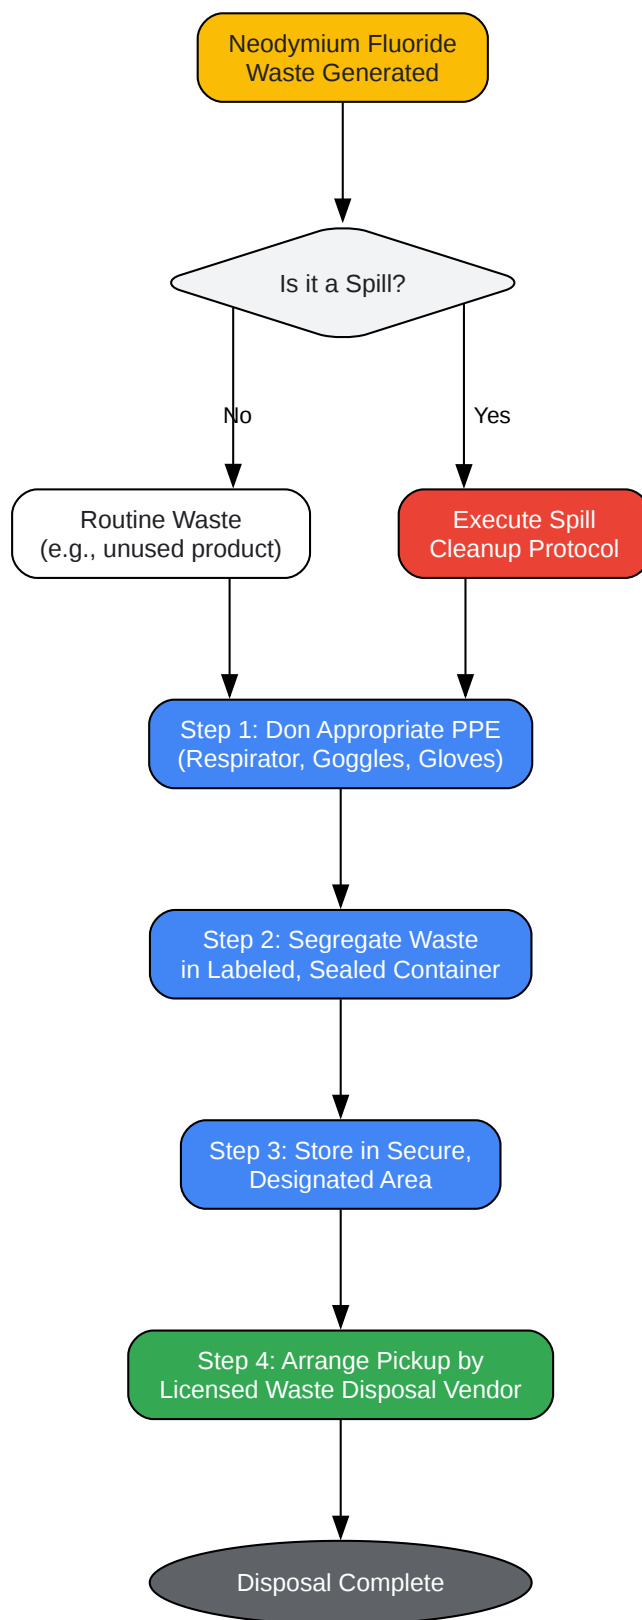 Neodymium Fluoride
Waste Generated
Is it a Spill?
No
Yes
Routine Waste
(e.g., unused product)
Execute Spill
Cleanup Protocol
Step 1: Don Appropriate PPE
(Respirator, Goggles, Gloves)
Step 2: Segregate Waste
in Labeled, Sealed Container
Step 3: Store in Secure,
Designated Area
Step 4: Arrange Pickup by
Licensed Waste Disposal Vendor
Disposal Complete